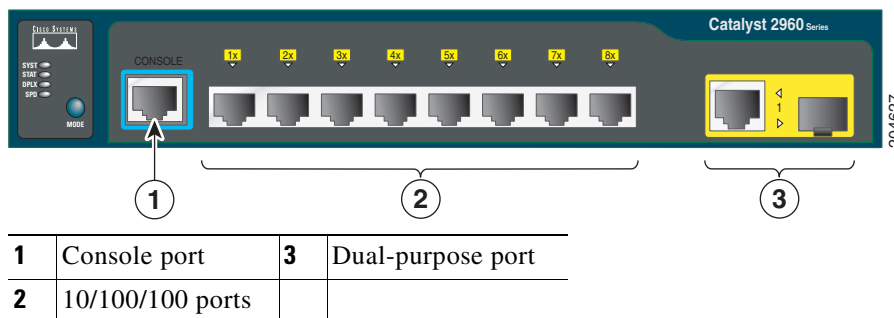 CISCO SYSTEMS
Catalyst 2960 Series
SYST
STAT
DPLX
SPD
MODE
CONSOLE
1x 2x 3x 4x 5x 6x 7x 8x
1
204627
1 2 3
1 Console port 3 Dual-purpose port
2 10/100/100 ports